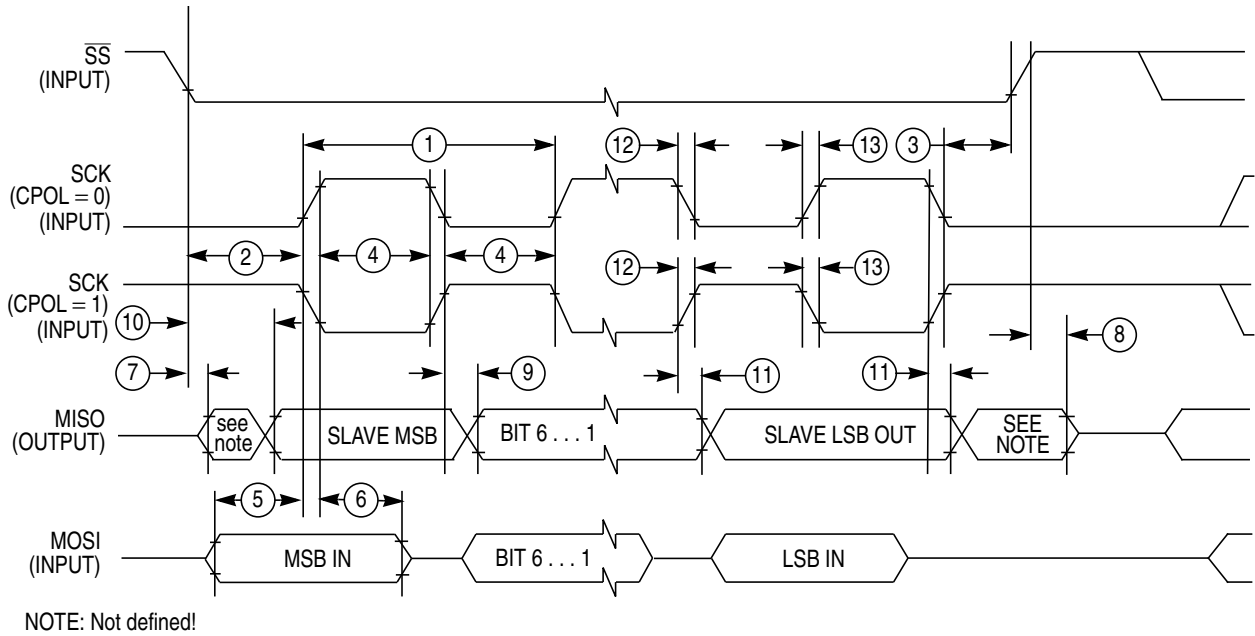 SS
(INPUT)
1
12
13
3
SCK
(CPOL = 0)
(INPUT)
2
4
4
12
13
SCK
(CPOL = 1)
(INPUT)
10
8
7
9
11
11
MISO
(OUTPUT)
see
note
SLAVE MSB
BIT 6 . . . 1
SLAVE LSB OUT
SEE
NOTE
5
6
MOSI
(INPUT)
MSB IN
BIT 6 . . . 1
LSB IN
NOTE: Not defined!